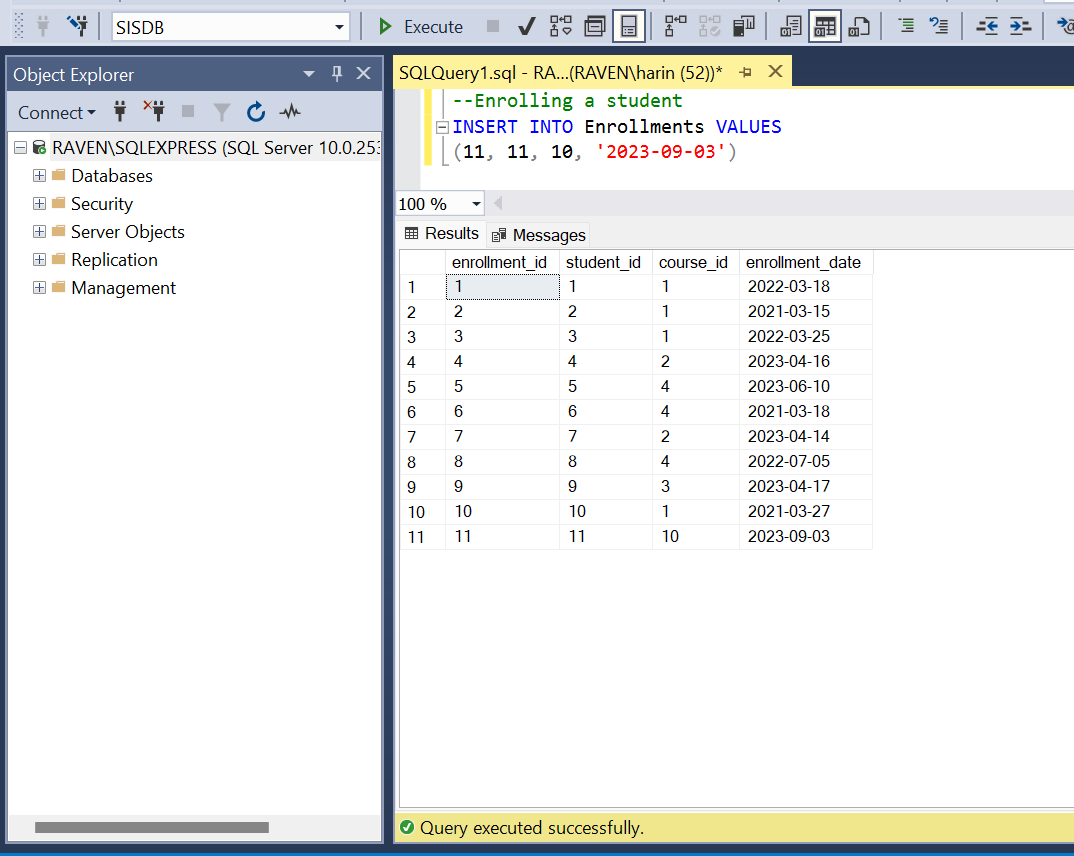 SISDB Execute
Object Explorer
Connect
RAVEN\SQLEXPRESS (SQL Server 10.0.253
Databases
Security
Server Objects
Replication
Management
SQLQuery1.sql - RA...(RAVEN\harin (52))*
--Enrolling a student
INSERT INTO Enrollments VALUES
(11, 11, 10, '2023-09-03')
100 %
Results Messages
enrollment_id student_id course_id enrollment_date
1 1 1 1 2022-03-18
2 2 2 1 2021-03-15
3 3 3 1 2022-03-25
4 4 4 2 2023-04-16
5 5 5 4 2023-06-10
6 6 6 4 2021-03-18
7 7 7 2 2023-04-14
8 8 8 4 2022-07-05
9 9 9 3 2023-04-17
10 10 10 1 2021-03-27
11 11 11 10 2023-09-03
Query executed successfully.